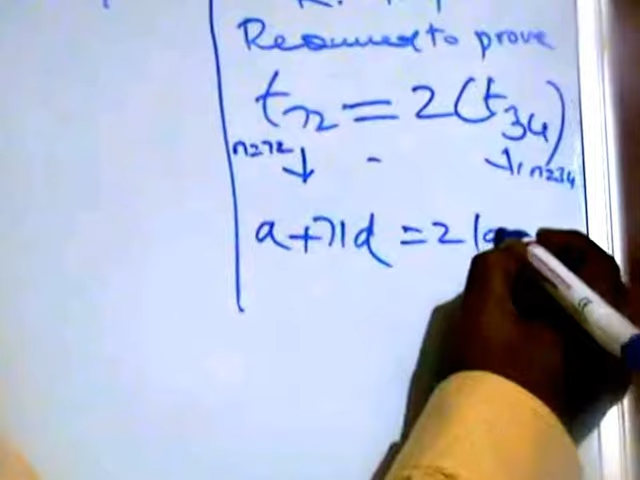 Required to prove
t72 = 2(t34)
n=72 ↓ - ↓ n=34
a+71d = 2(a